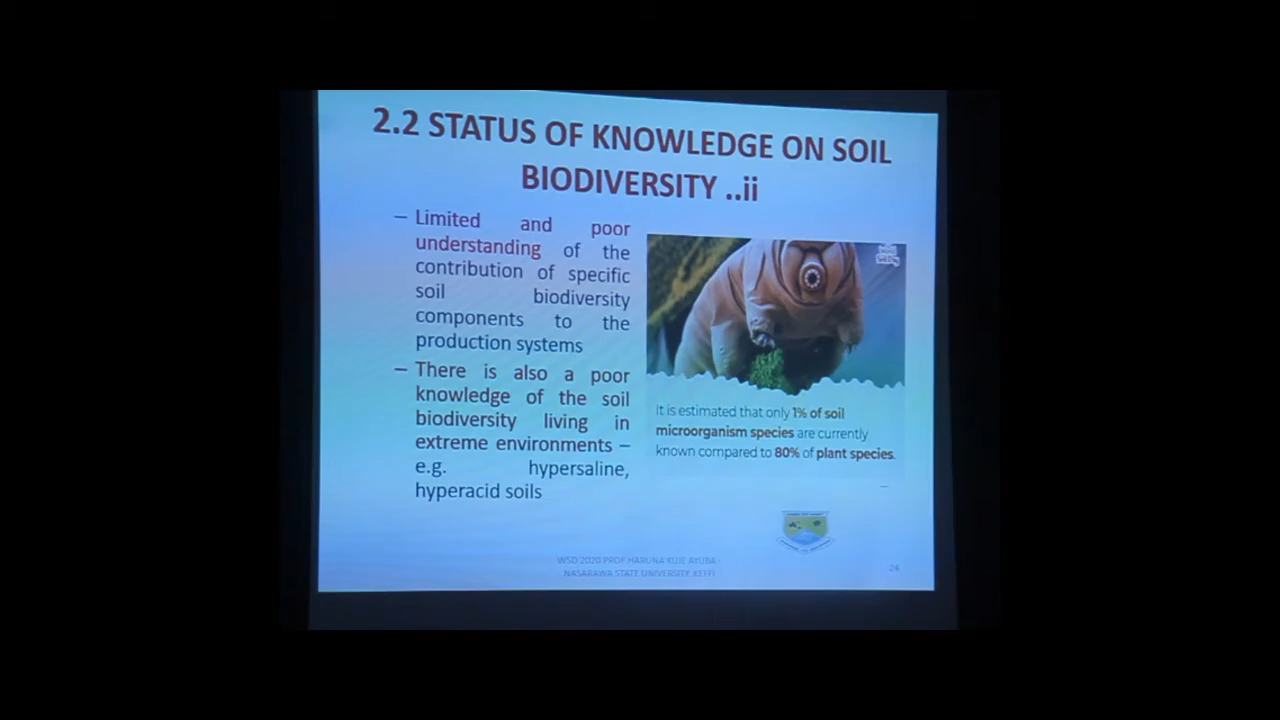 2.2 STATUS OF KNOWLEDGE ON SOIL
BIODIVERSITY ..ii
– Limited and poor
understanding of the
contribution of specific
soil biodiversity
components to the
production systems
– There is also a poor
knowledge of the soil
biodiversity living in
extreme environments –
e.g. hypersaline,
hyperacid soils
It is estimated that only 1% of soil
microorganism species are currently
known compared to 80% of plant species.
WSD 2020 PROF HARUNA KUJE AYUBA -
NASARAWA STATE UNIVERSITY KEFFI
24